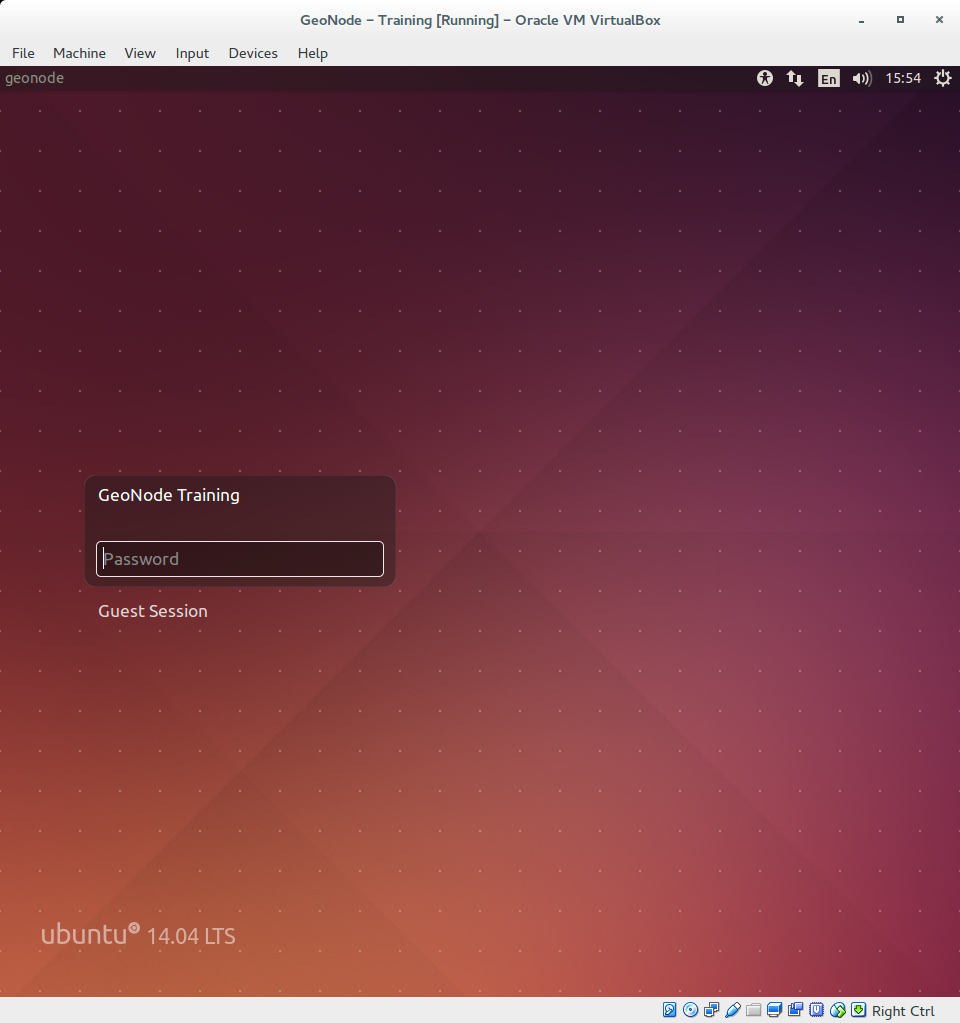 GeoNode – Training [Running] – Oracle VM VirtualBox
File Machine View Input Devices Help
geonode En 15:54
GeoNode Training
Password
Guest Session
ubuntu® 14.04 LTS
Right Ctrl